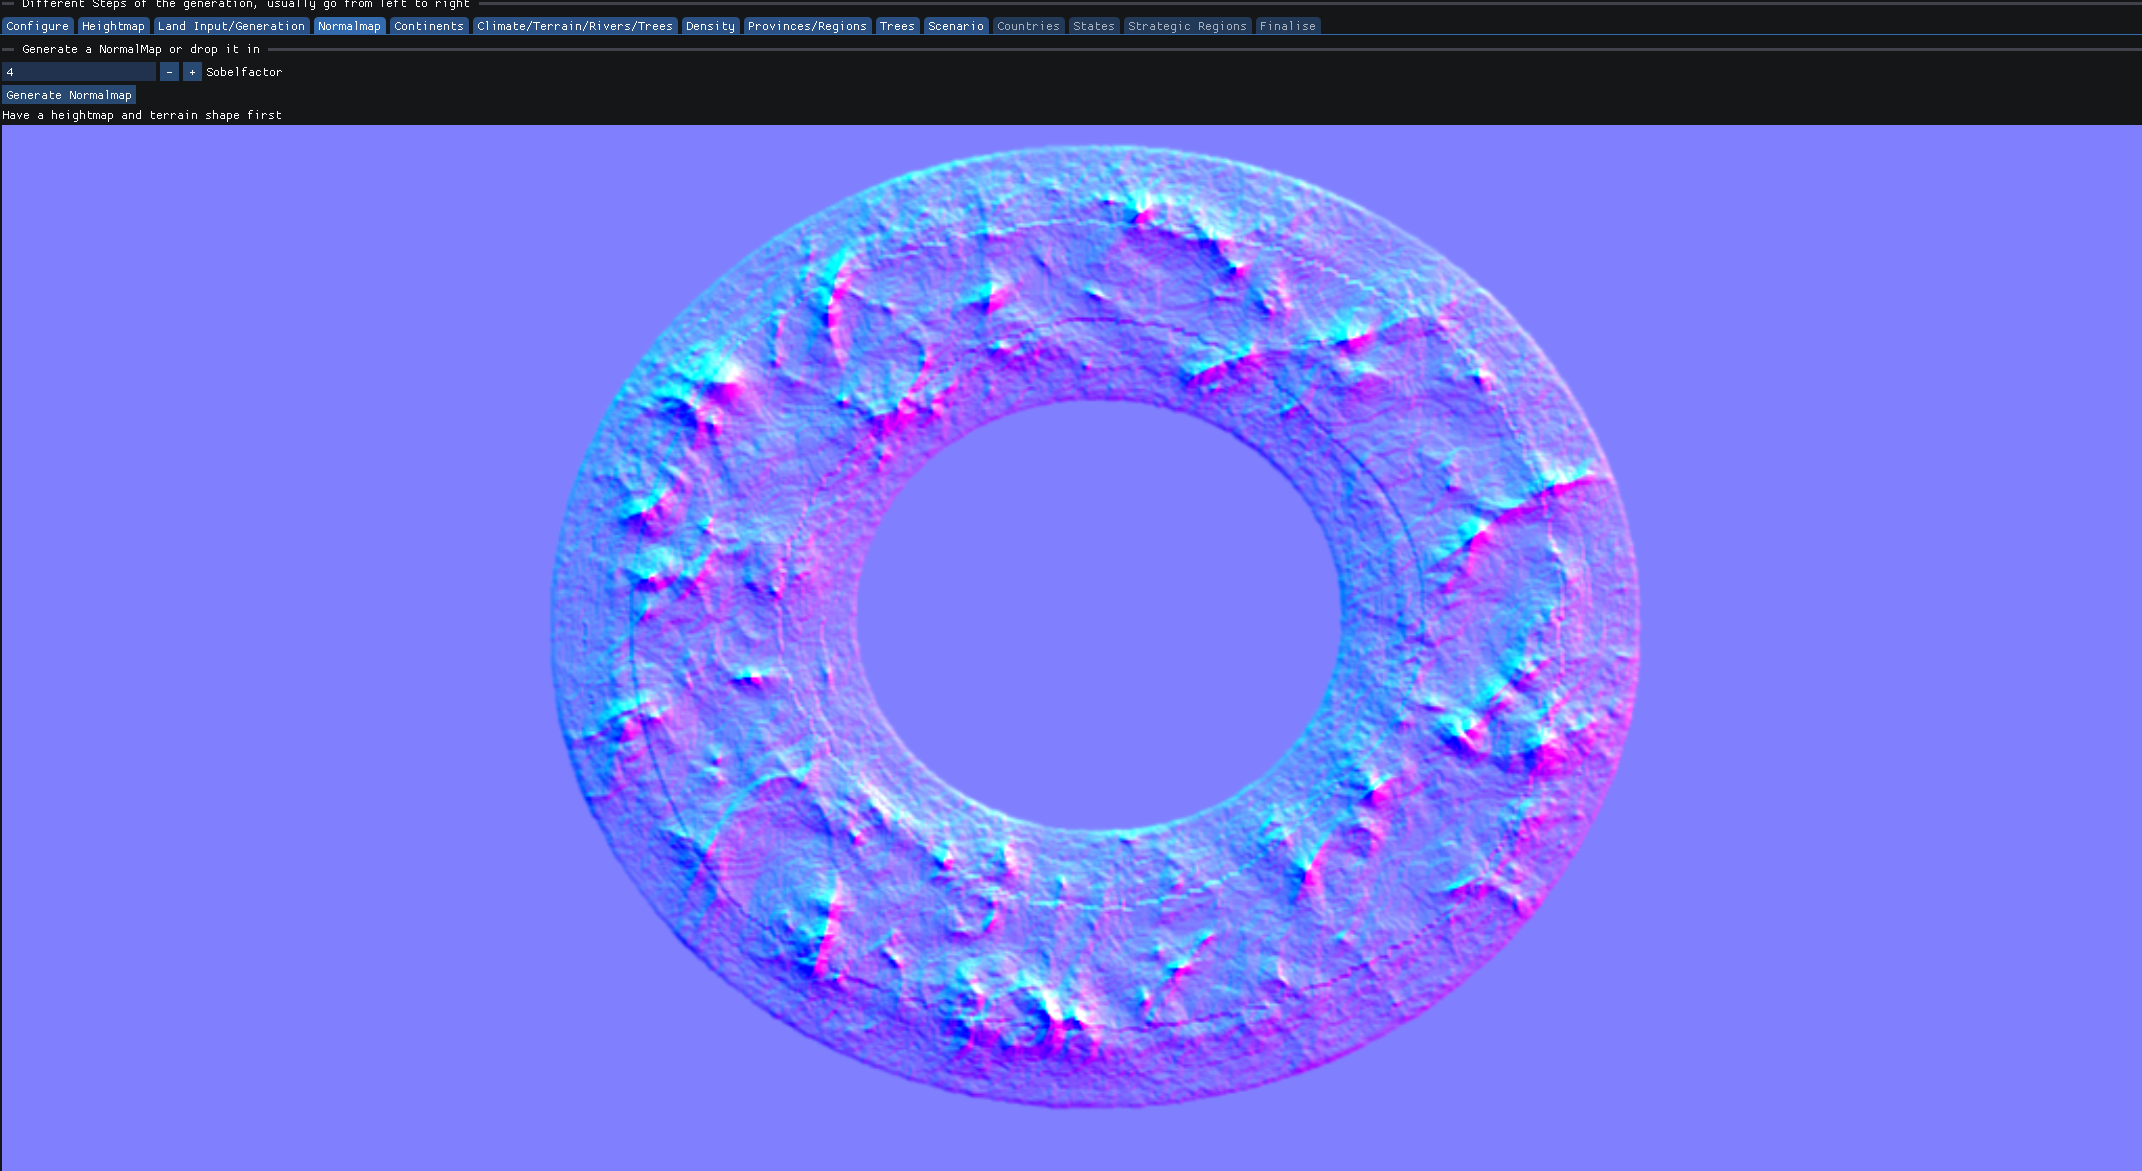 Different Steps of the generation, usually go from left to right
Configure Heightmap Land Input/Generation Normalmap Continents Climate/Terrain/Rivers/Trees Density Provinces/Regions Trees Scenario Countries States Strategic Regions Finalise
Generate a NormalMap or drop it in
4 - + Sobelfactor
Generate Normalmap
Have a heightmap and terrain shape first